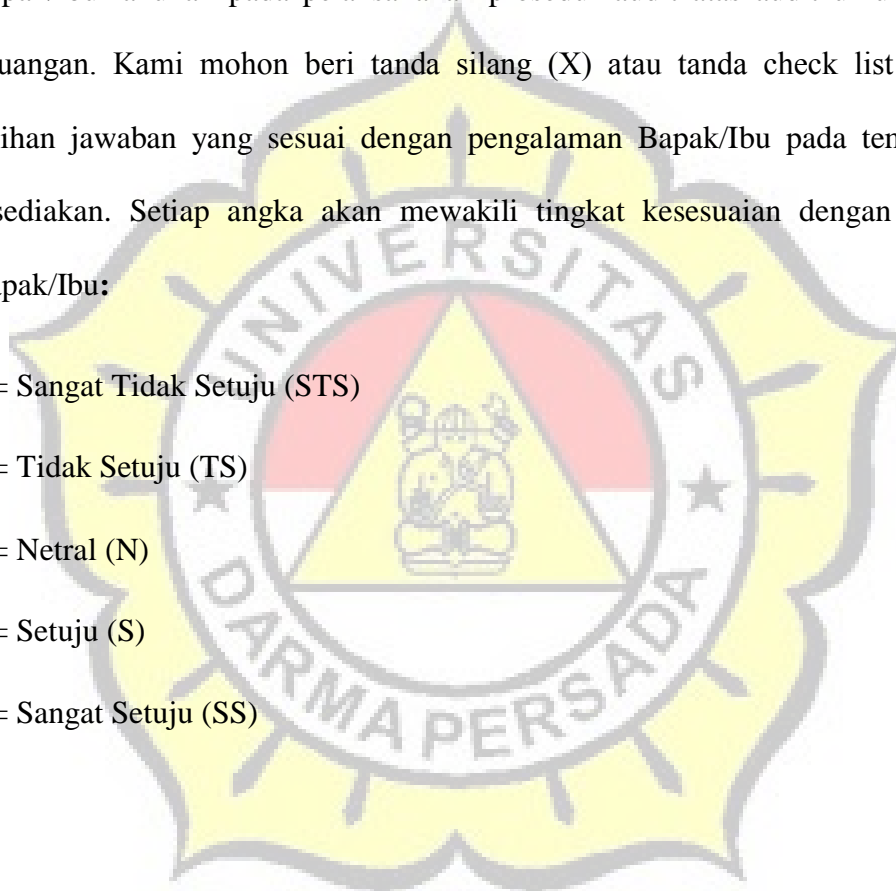 uangan. Kami mohon beri tanda silang (X) atau tanda check list
ihan jawaban yang sesuai dengan pengalaman Bapak/Ibu pada ten
sediakan. Setiap angka akan mewakili tingkat kesesuaian dengan
apak/Ibu:
UNIVERSITAS
= Sangat Tidak Setuju (STS)
= Tidak Setuju (TS)
= Netral (N)
= Setuju (S)
= Sangat Setuju (SS)
DARMA PERSADA